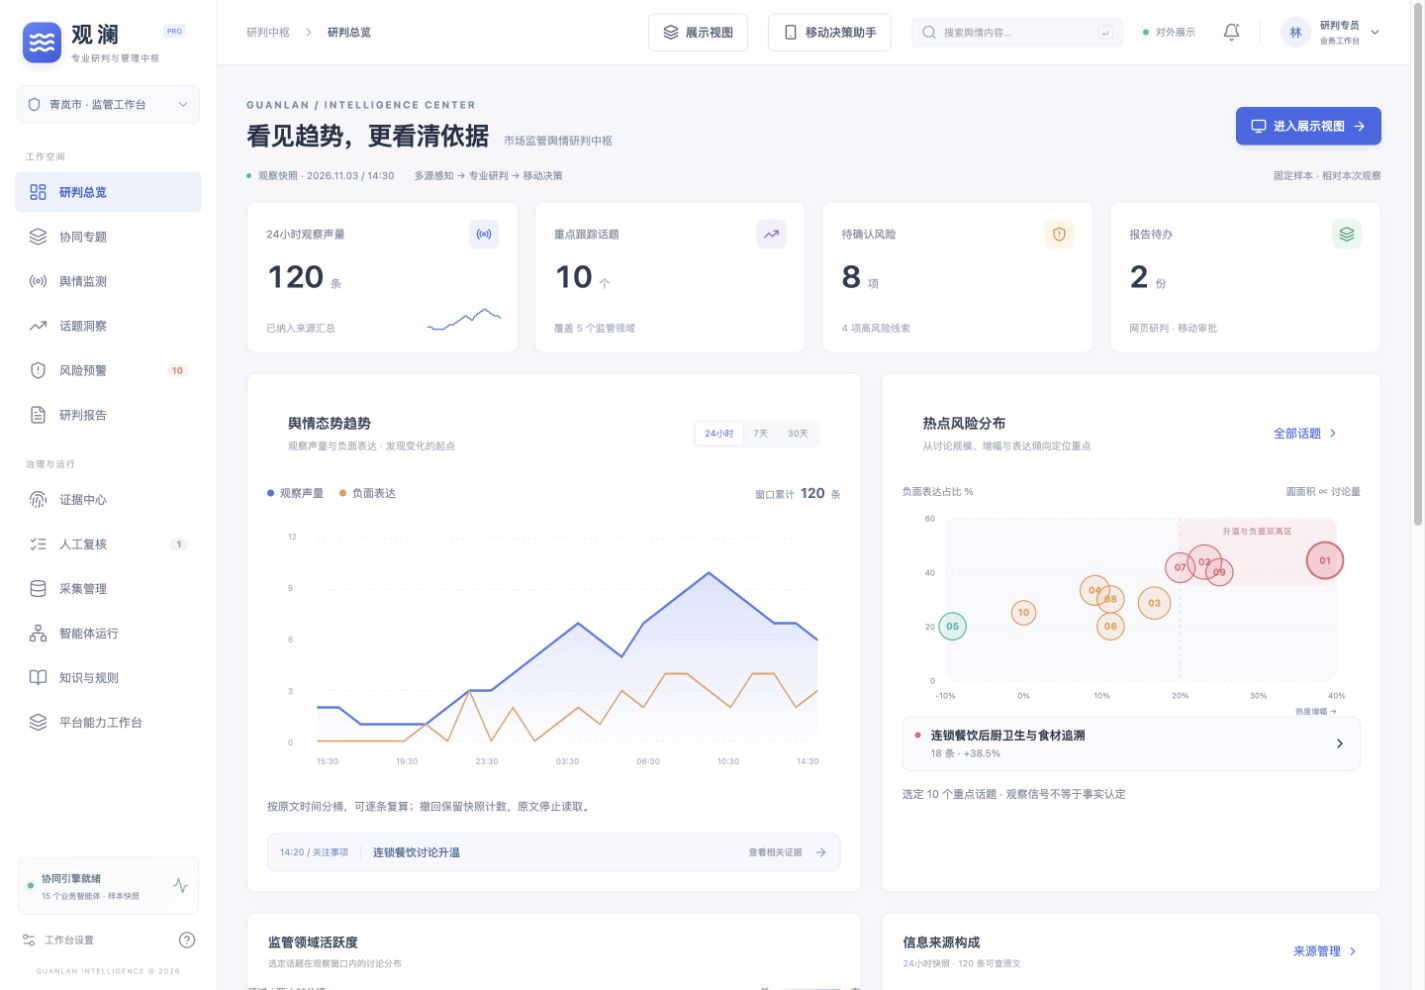 观澜
PRO
专业研判与管理中枢
青岚市 · 监管工作台
工作空间
研判总览
协同专题
舆情监测
话题洞察
风险预警
10
研判报告
治理与运行
证据中心
人工复核
1
采集管理
智能体运行
知识与规则
平台能力工作台
协同引擎就绪
15 个业务智能体 · 样本快照
工作台设置
GUANLAN INTELLIGENCE © 2026
研判中枢
研判总览
展示视图
移动决策助手
搜索舆情内容...
对外展示
林
研判专员
业务工作台
GUANLAN / INTELLIGENCE CENTER
看见趋势，更看清依据
市场监管舆情研判中枢
进入展示视图
观察快照 · 2026.11.03 / 14:30
多源感知 → 专业研判 → 移动决策
固定样本 · 相对本次观察
24小时观察声量
120 条
已纳入来源汇总
重点跟踪话题
10 个
覆盖 5 个监管领域
待确认风险
8 项
4 项高风险线索
报告待办
2 份
网页研判 · 移动审批
舆情态势趋势
观察声量与负面表达 · 发现变化的起点
24小时
7天
30天
观察声量
负面表达
窗口累计 120 条
12
9
6
3
0
15:30
19:30
23:30
03:30
06:30
10:30
14:30
按原文时间分桶，可逐条复算；撤回保留快照计数，原文停止读取。
14:20 / 关注事项
连锁餐饮讨论升温
查看相关证据
热点风险分布
从讨论规模、增幅与表达倾向定位重点
全部话题
负面表达占比 %
圆面积 ∝ 讨论量
60
40
20
0
升温与负面双高区
01
02
07
09
04
08
03
10
06
05
-10%
0%
10%
20%
30%
40%
热度增幅 →
连锁餐饮后厨卫生与食材追溯
18 条 · +38.5%
选定 10 个重点话题 · 观察信号不等于事实认定
监管领域活跃度
选定话题在观察窗口内的讨论分布
信息来源构成
24小时快照 · 120 条可查原文
来源管理